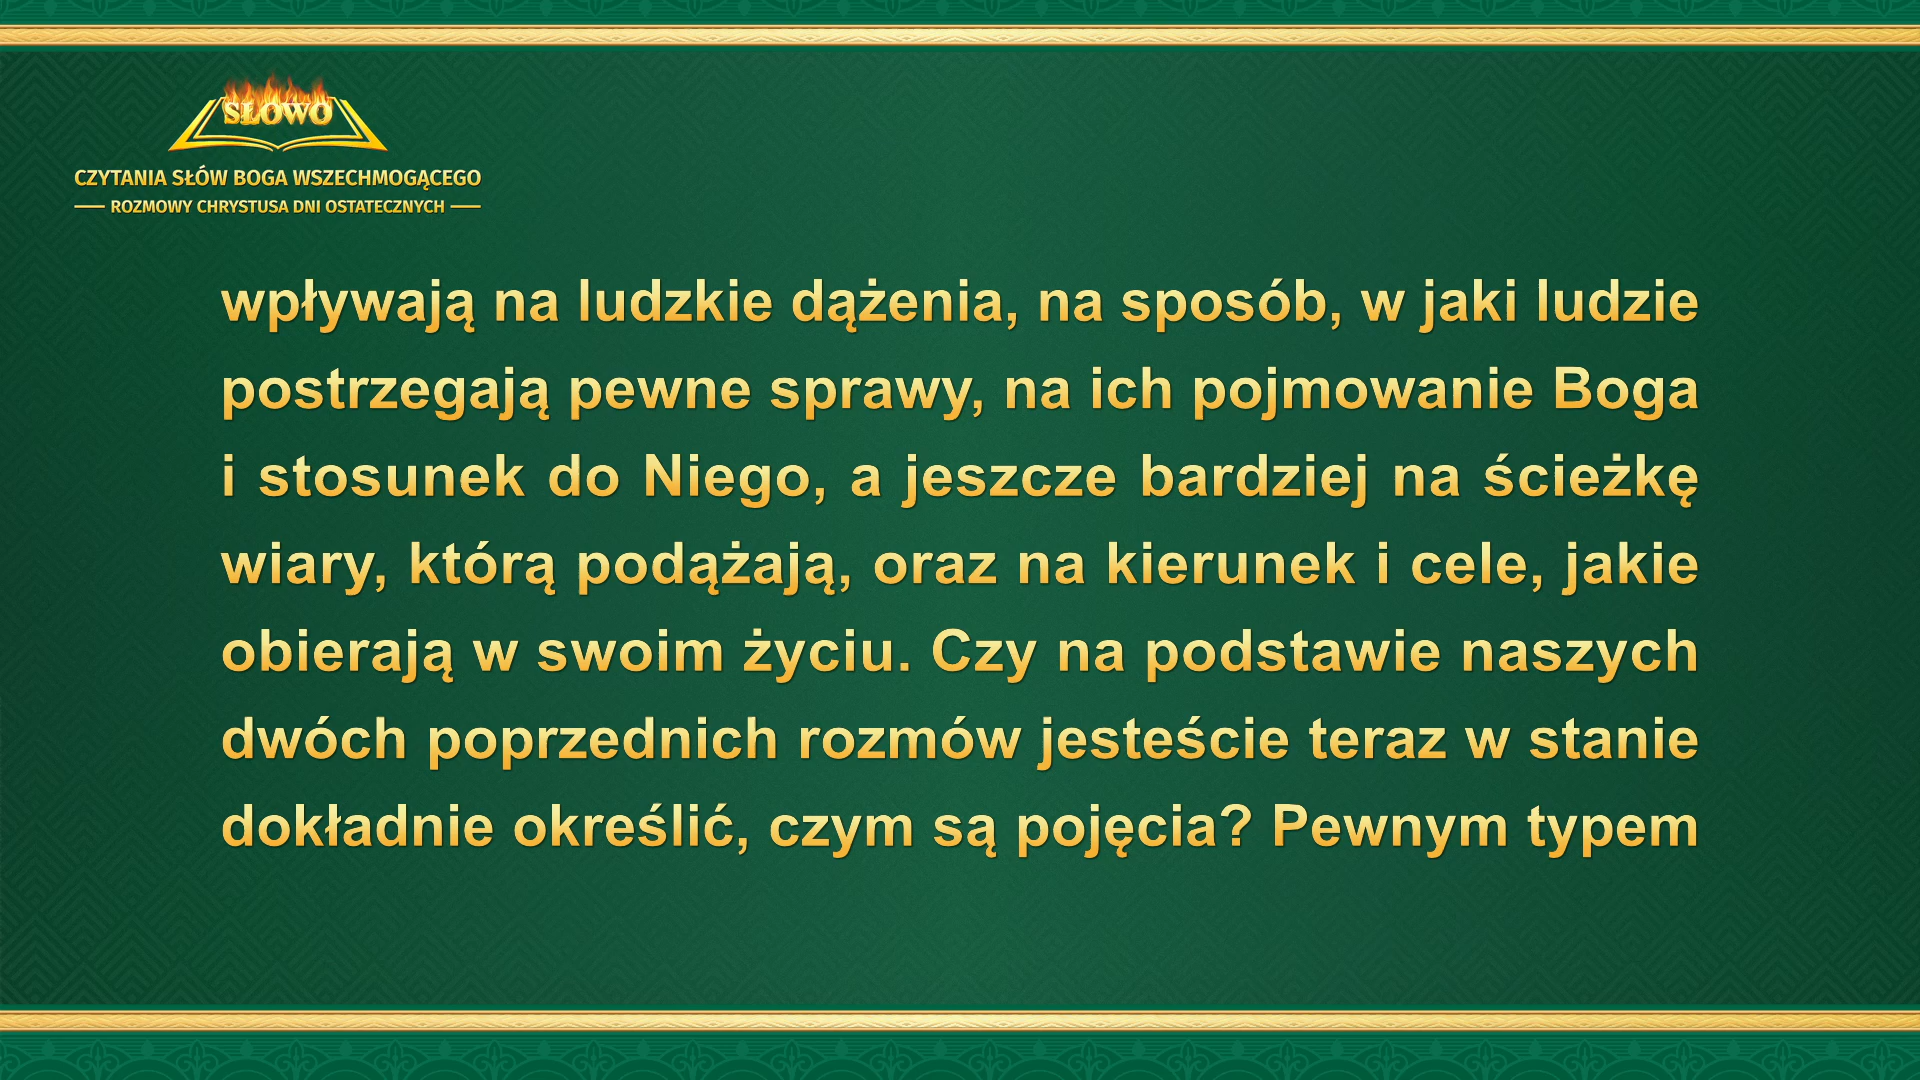 SŁOWO
CZYTANIA SŁÓW BOGA WSZECHMOGĄCEGO
ROZMOWY CHRYSTUSA DNI OSTATECZNYCH
wpływają na ludzkie dążenia, na sposób, w jaki ludzie
postrzegają pewne sprawy, na ich pojmowanie Boga
i stosunek do Niego, a jeszcze bardziej na ścieżkę
wiary, którą podążają, oraz na kierunek i cele, jakie
obierają w swoim życiu. Czy na podstawie naszych
dwóch poprzednich rozmów jesteście teraz w stanie
dokładnie określić, czym są pojęcia? Pewnym typem